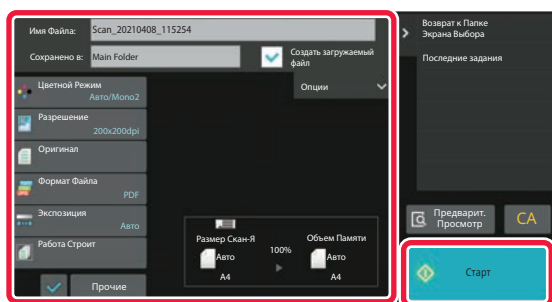 Имя Файла: Scan_20210408_115254
Сохранено в: Main Folder
Создать загружаемый
файл
Опции
Цветной Режим
Авто/Mono2
Разрешение
200x200dpi
Оригинал
Формат Файла
PDF
Экспозиция
Авто
Работа Строит
Прочие
Размер Скан-Я
Авто
A4
100%
Объем Памяти
Авто
A4
Возврат к Папке
Экрана Выбора
Последние задания
Предварит.
Просмотр
CA
Старт